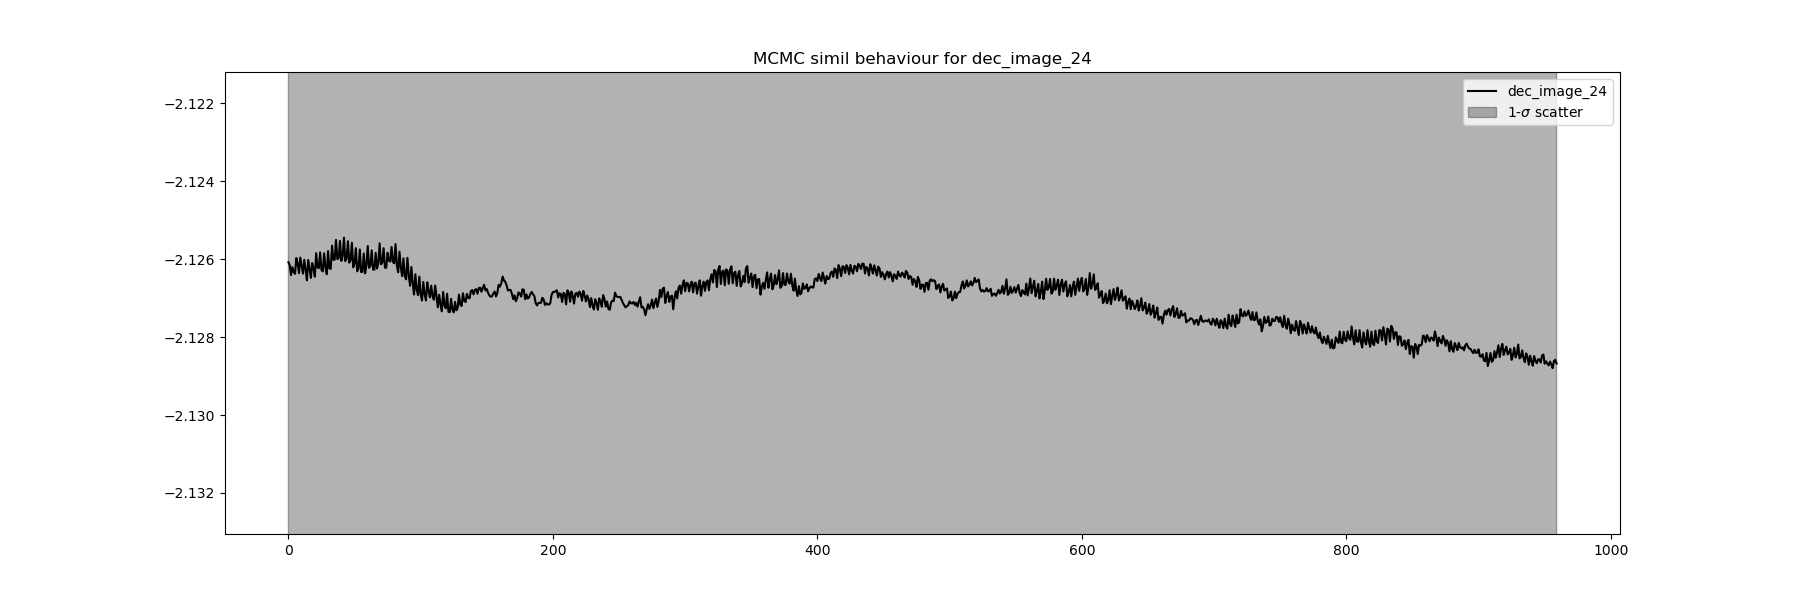 MCMC simil behaviour for dec_image_24
dec_image_24
1-σ scatter
−2.122
−2.124
−2.126
−2.128
−2.130
−2.132
0 200 400 600 800 1000